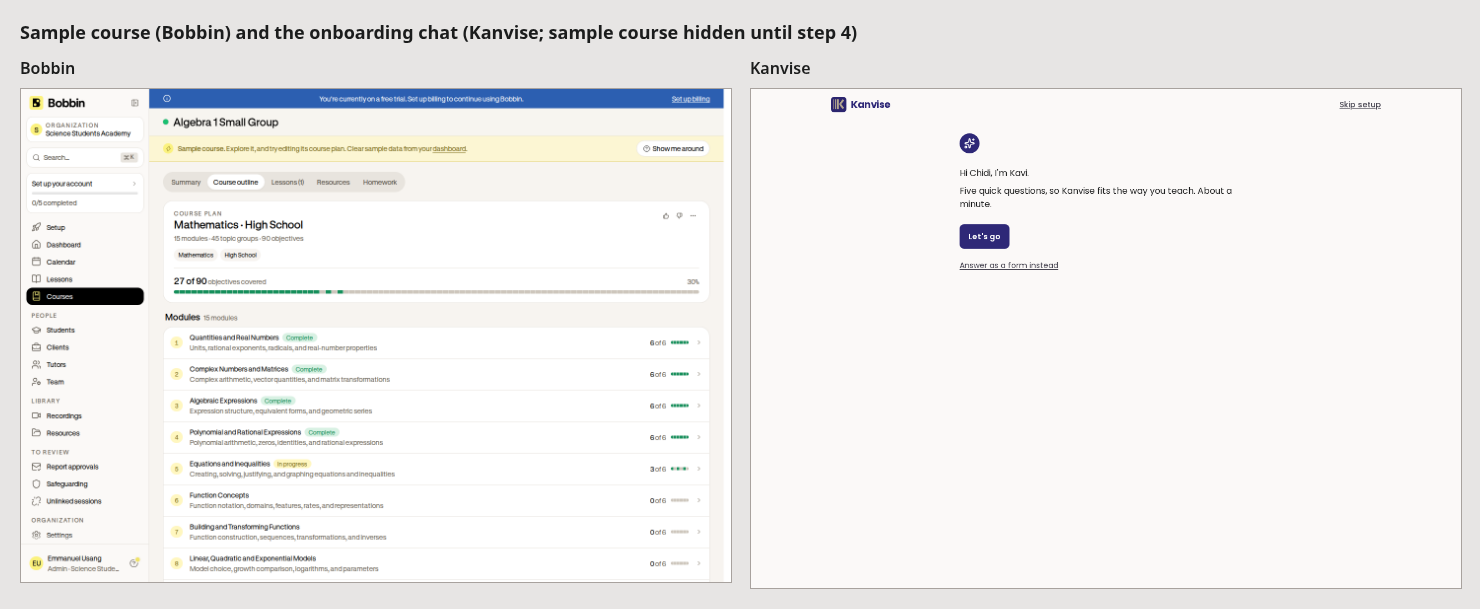 Sample course (Bobbin) and the onboarding chat (Kanvise; sample course hidden until step 4)
Bobbin
Bobbin
ORGANIZATION
S
Science Students Academy
Search...
⌘K
Set up your account
0/5 completed
Setup
Dashboard
Calendar
Lessons
Courses
PEOPLE
Students
Clients
Tutors
Team
LIBRARY
Recordings
Resources
TO REVIEW
Report approvals
Safeguarding
Unlinked sessions
ORGANIZATION
Settings
EU
Emmanuel Usang
Admin · Science Stude...
You're currently on a free trial. Set up billing to continue using Bobbin.
Set up billing
Algebra 1 Small Group
Sample course. Explore it, and try editing its course plan. Clear sample data from your dashboard.
Show me around
Summary
Course outline
Lessons (1)
Resources
Homework
COURSE PLAN
Mathematics · High School
15 modules · 45 topic groups · 90 objectives
Mathematics
High School
27 of 90 objectives covered
30%
Modules 15 modules
1 Quantities and Real Numbers Complete 6 of 6
Units, rational exponents, radicals, and real-number properties
2 Complex Numbers and Matrices Complete 6 of 6
Complex arithmetic, vector quantities, and matrix transformations
3 Algebraic Expressions Complete 6 of 6
Expression structure, equivalent forms, and geometric series
4 Polynomial and Rational Expressions Complete 6 of 6
Polynomial arithmetic, zeros, identities, and rational expressions
5 Equations and Inequalities In progress 3 of 6
Creating, solving, justifying, and graphing equations and inequalities
6 Function Concepts 0 of 6
Function notation, domains, features, rates, and representations
7 Building and Transforming Functions 0 of 6
Function construction, sequences, transformations, and inverses
8 Linear, Quadratic and Exponential Models 0 of 6
Model choice, growth comparison, logarithms, and parameters
Kanvise
Kanvise
Skip setup
Hi Chidi, I'm Kavi.
Five quick questions, so Kanvise fits the way you teach. About a
minute.
Let's go
Answer as a form instead